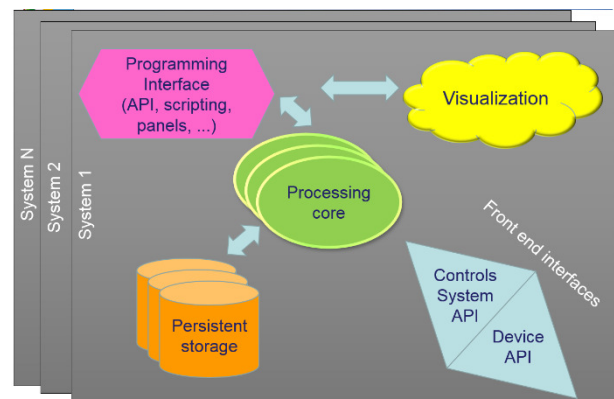 Programming
Interface
(API, scripting,
panels, ...)
Visualization
Processing
core
Persistent
storage
Controls
System
API
Device
API
Front end interfaces
System 1
System 2
System N